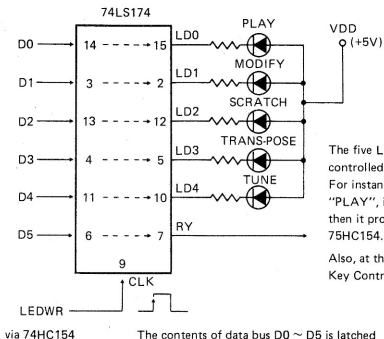 74LS174
PLAY
VDD
(+5V)
D0 14 15 LD0
MODIFY
D1 3 2 LD1
SCRATCH
D2 13 12 LD2
TRANS-POSE
D3 4 5 LD3
TUNE
D4 11 10 LD4
D5 6 7 RY
9
CLK
LEDWR
The five L
controlled
For instanc
"PLAY", i
then it pro
75HC154.
Also, at th
Key Contr
via 74HC154
The contents of data bus D0 ~ D5 is latched